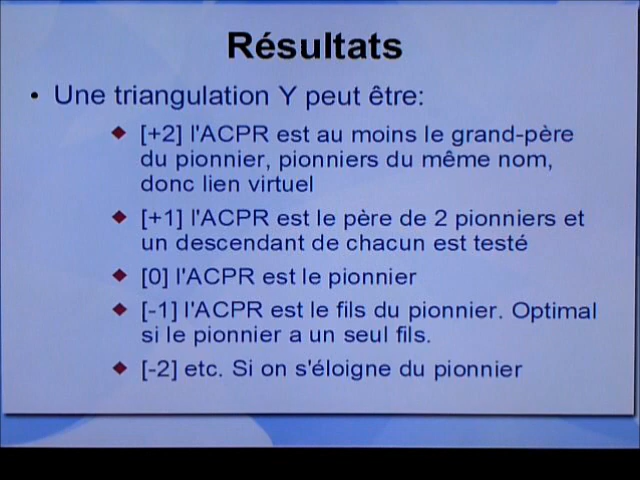 Résultats
• Une triangulation Y peut être:
[+2] l'ACPR est au moins le grand-père
du pionnier, pionniers du même nom,
donc lien virtuel
[+1] l'ACPR est le père de 2 pionniers et
un descendant de chacun est testé
[0] l'ACPR est le pionnier
[-1] l'ACPR est le fils du pionnier. Optimal
si le pionnier a un seul fils.
[-2] etc. Si on s'éloigne du pionnier